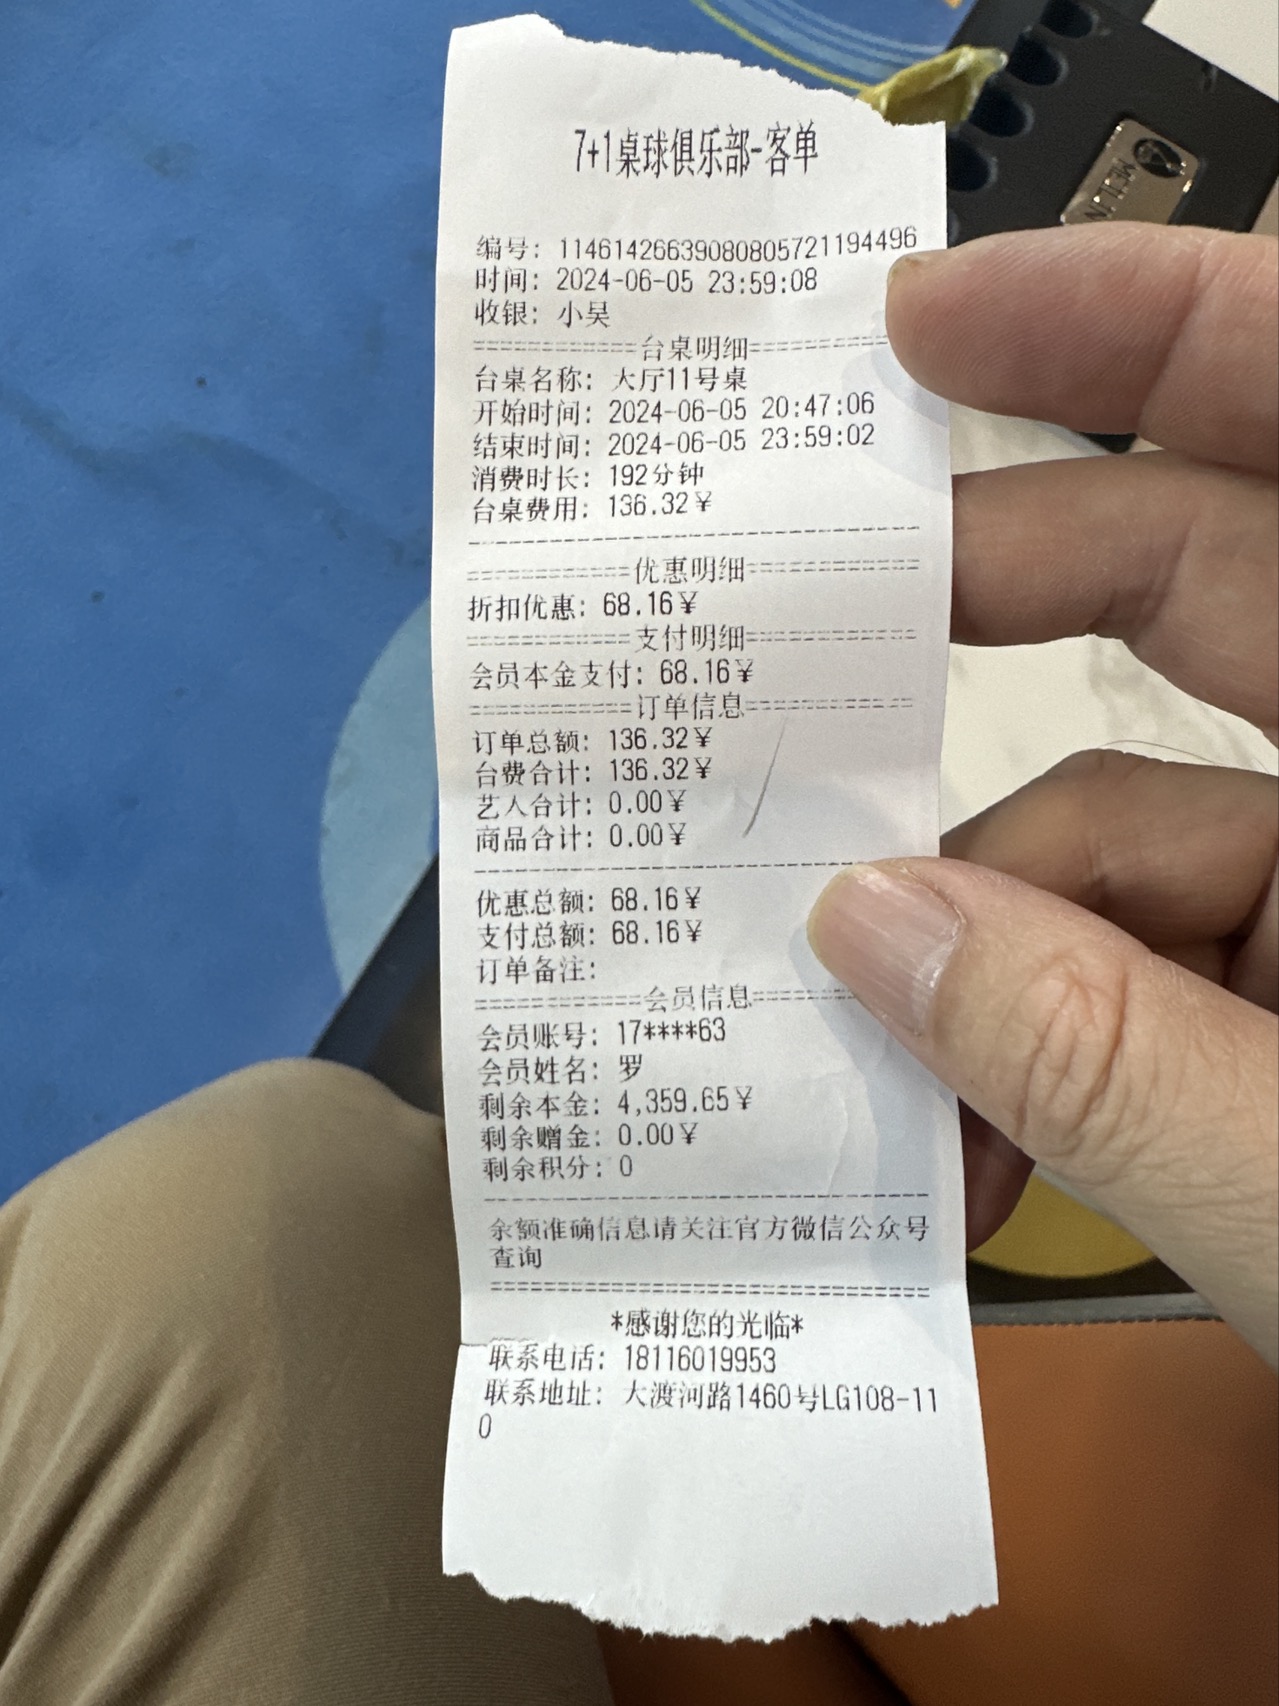 7+1桌球俱乐部-客单
编号: 1146142663908080572119​4496
时间: 2024-06-05 23:59:08
收银: 小吴
============台桌明细============
台桌名称: 大厅11号桌
开始时间: 2024-06-05 20:47:06
结束时间: 2024-06-05 23:59:02
消费时长: 192分钟
台桌费用: 136.32¥
--------------------------------
============优惠明细============
折扣优惠: 68.16¥
============支付明细============
会员本金支付: 68.16¥
============订单信息============
订单总额: 136.32¥
台费合计: 136.32¥
艺人合计: 0.00¥
商品合计: 0.00¥
--------------------------------
优惠总额: 68.16¥
支付总额: 68.16¥
订单备注:
============会员信息============
会员账号: 17****63
会员姓名: 罗
剩余本金: 4,359.65¥
剩余赠金: 0.00¥
剩余积分: 0
--------------------------------
余额准确信息请关注官方微信公众号
查询
================================
*感谢您的光临*
联系电话: 18116019953
联系地址: 大渡河路1460号LG108-11
0